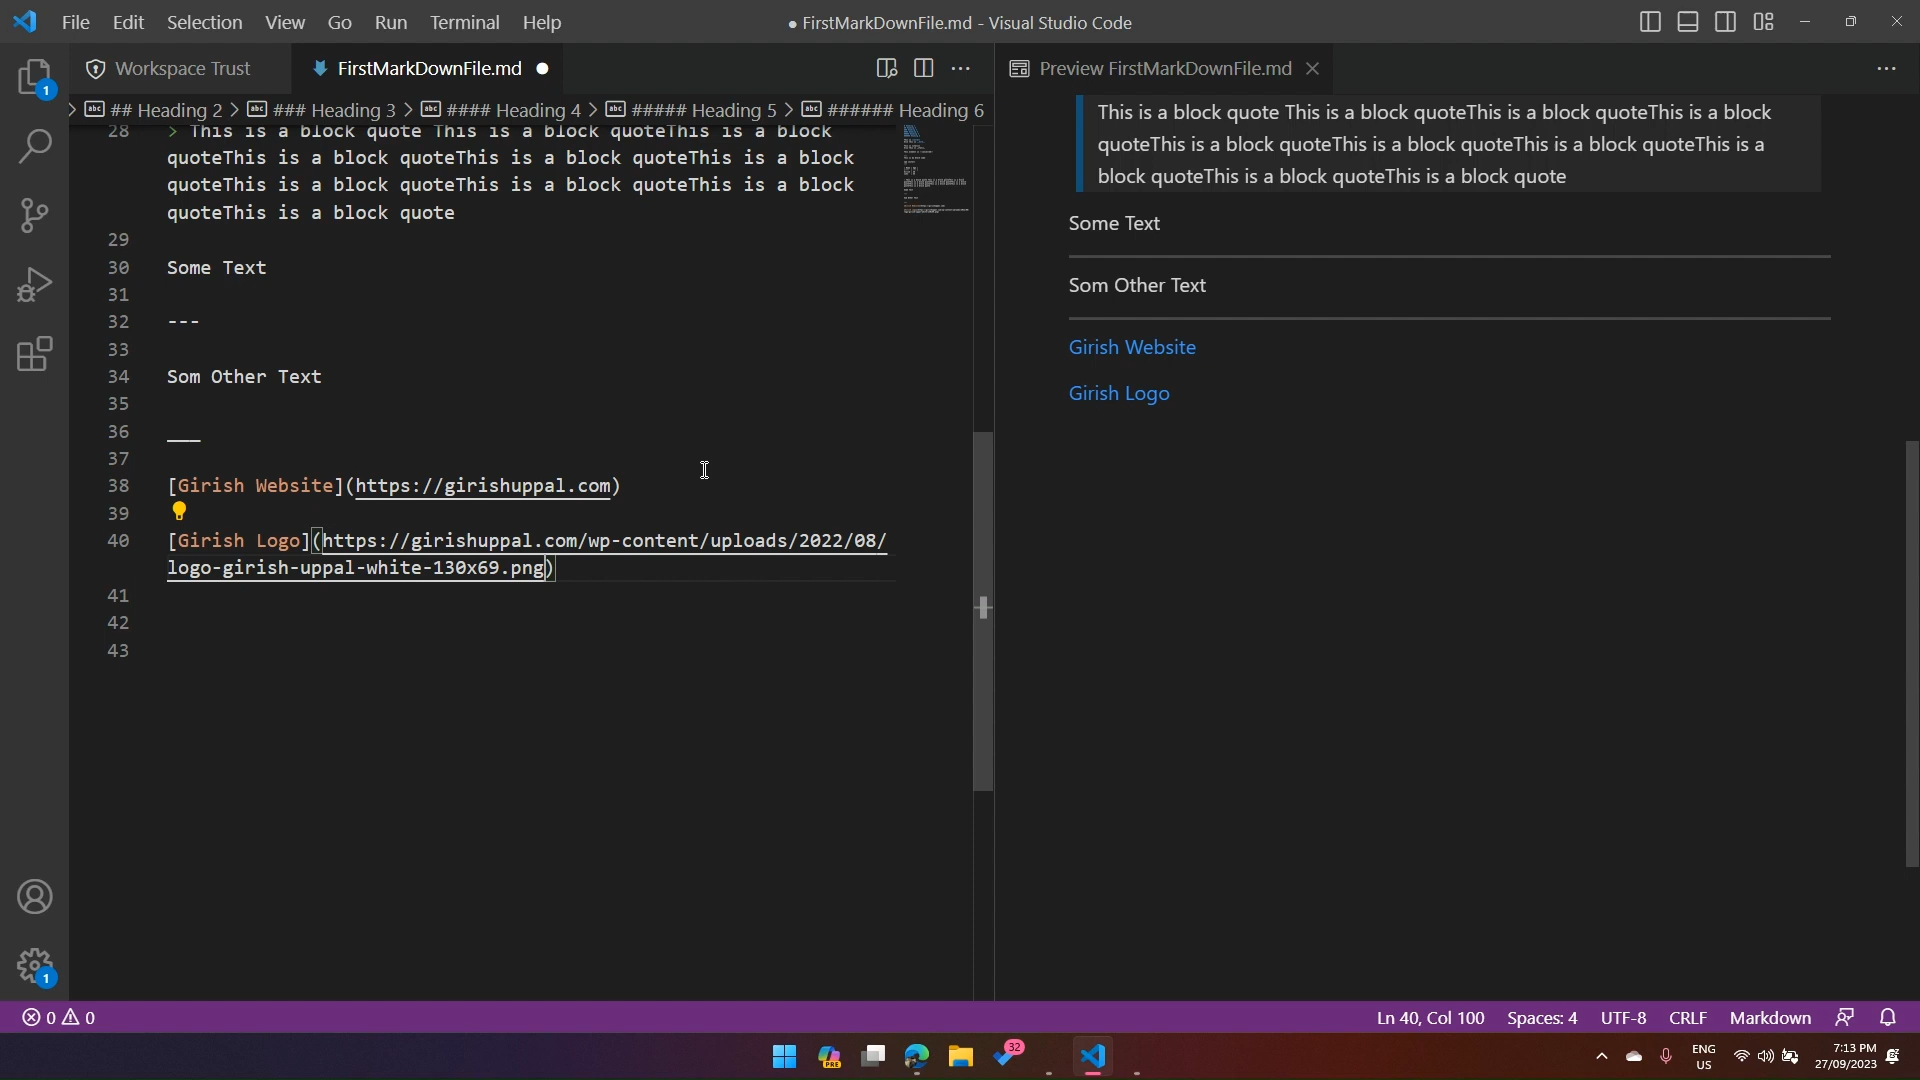 File Edit Selection View Go Run Terminal Help
● FirstMarkDownFile.md - Visual Studio Code
1
Workspace Trust
FirstMarkDownFile.md ●
## Heading 2 > ### Heading 3 > #### Heading 4 > ##### Heading 5 > ###### Heading 6
28 > This is a block quote This is a block quoteThis is a block
quoteThis is a block quoteThis is a block quoteThis is a block
quoteThis is a block quoteThis is a block quoteThis is a block
quoteThis is a block quote
29
30 Some Text
31
32 ---
33
34 Som Other Text
35
36 ___
37
38 [Girish Website](https://girishuppal.com)
39
40 [Girish Logo](https://girishuppal.com/wp-content/uploads/2022/08/
logo-girish-uppal-white-130x69.png)
41
42
43
Preview FirstMarkDownFile.md
This is a block quote This is a block quoteThis is a block quoteThis is a block
quoteThis is a block quoteThis is a block quoteThis is a block quoteThis is a
block quoteThis is a block quoteThis is a block quote
Some Text
Som Other Text
Girish Website
Girish Logo
1
0 0
Ln 40, Col 100 Spaces: 4 UTF-8 CRLF Markdown
PRE
32
ENG
US
7:13 PM
27/09/2023